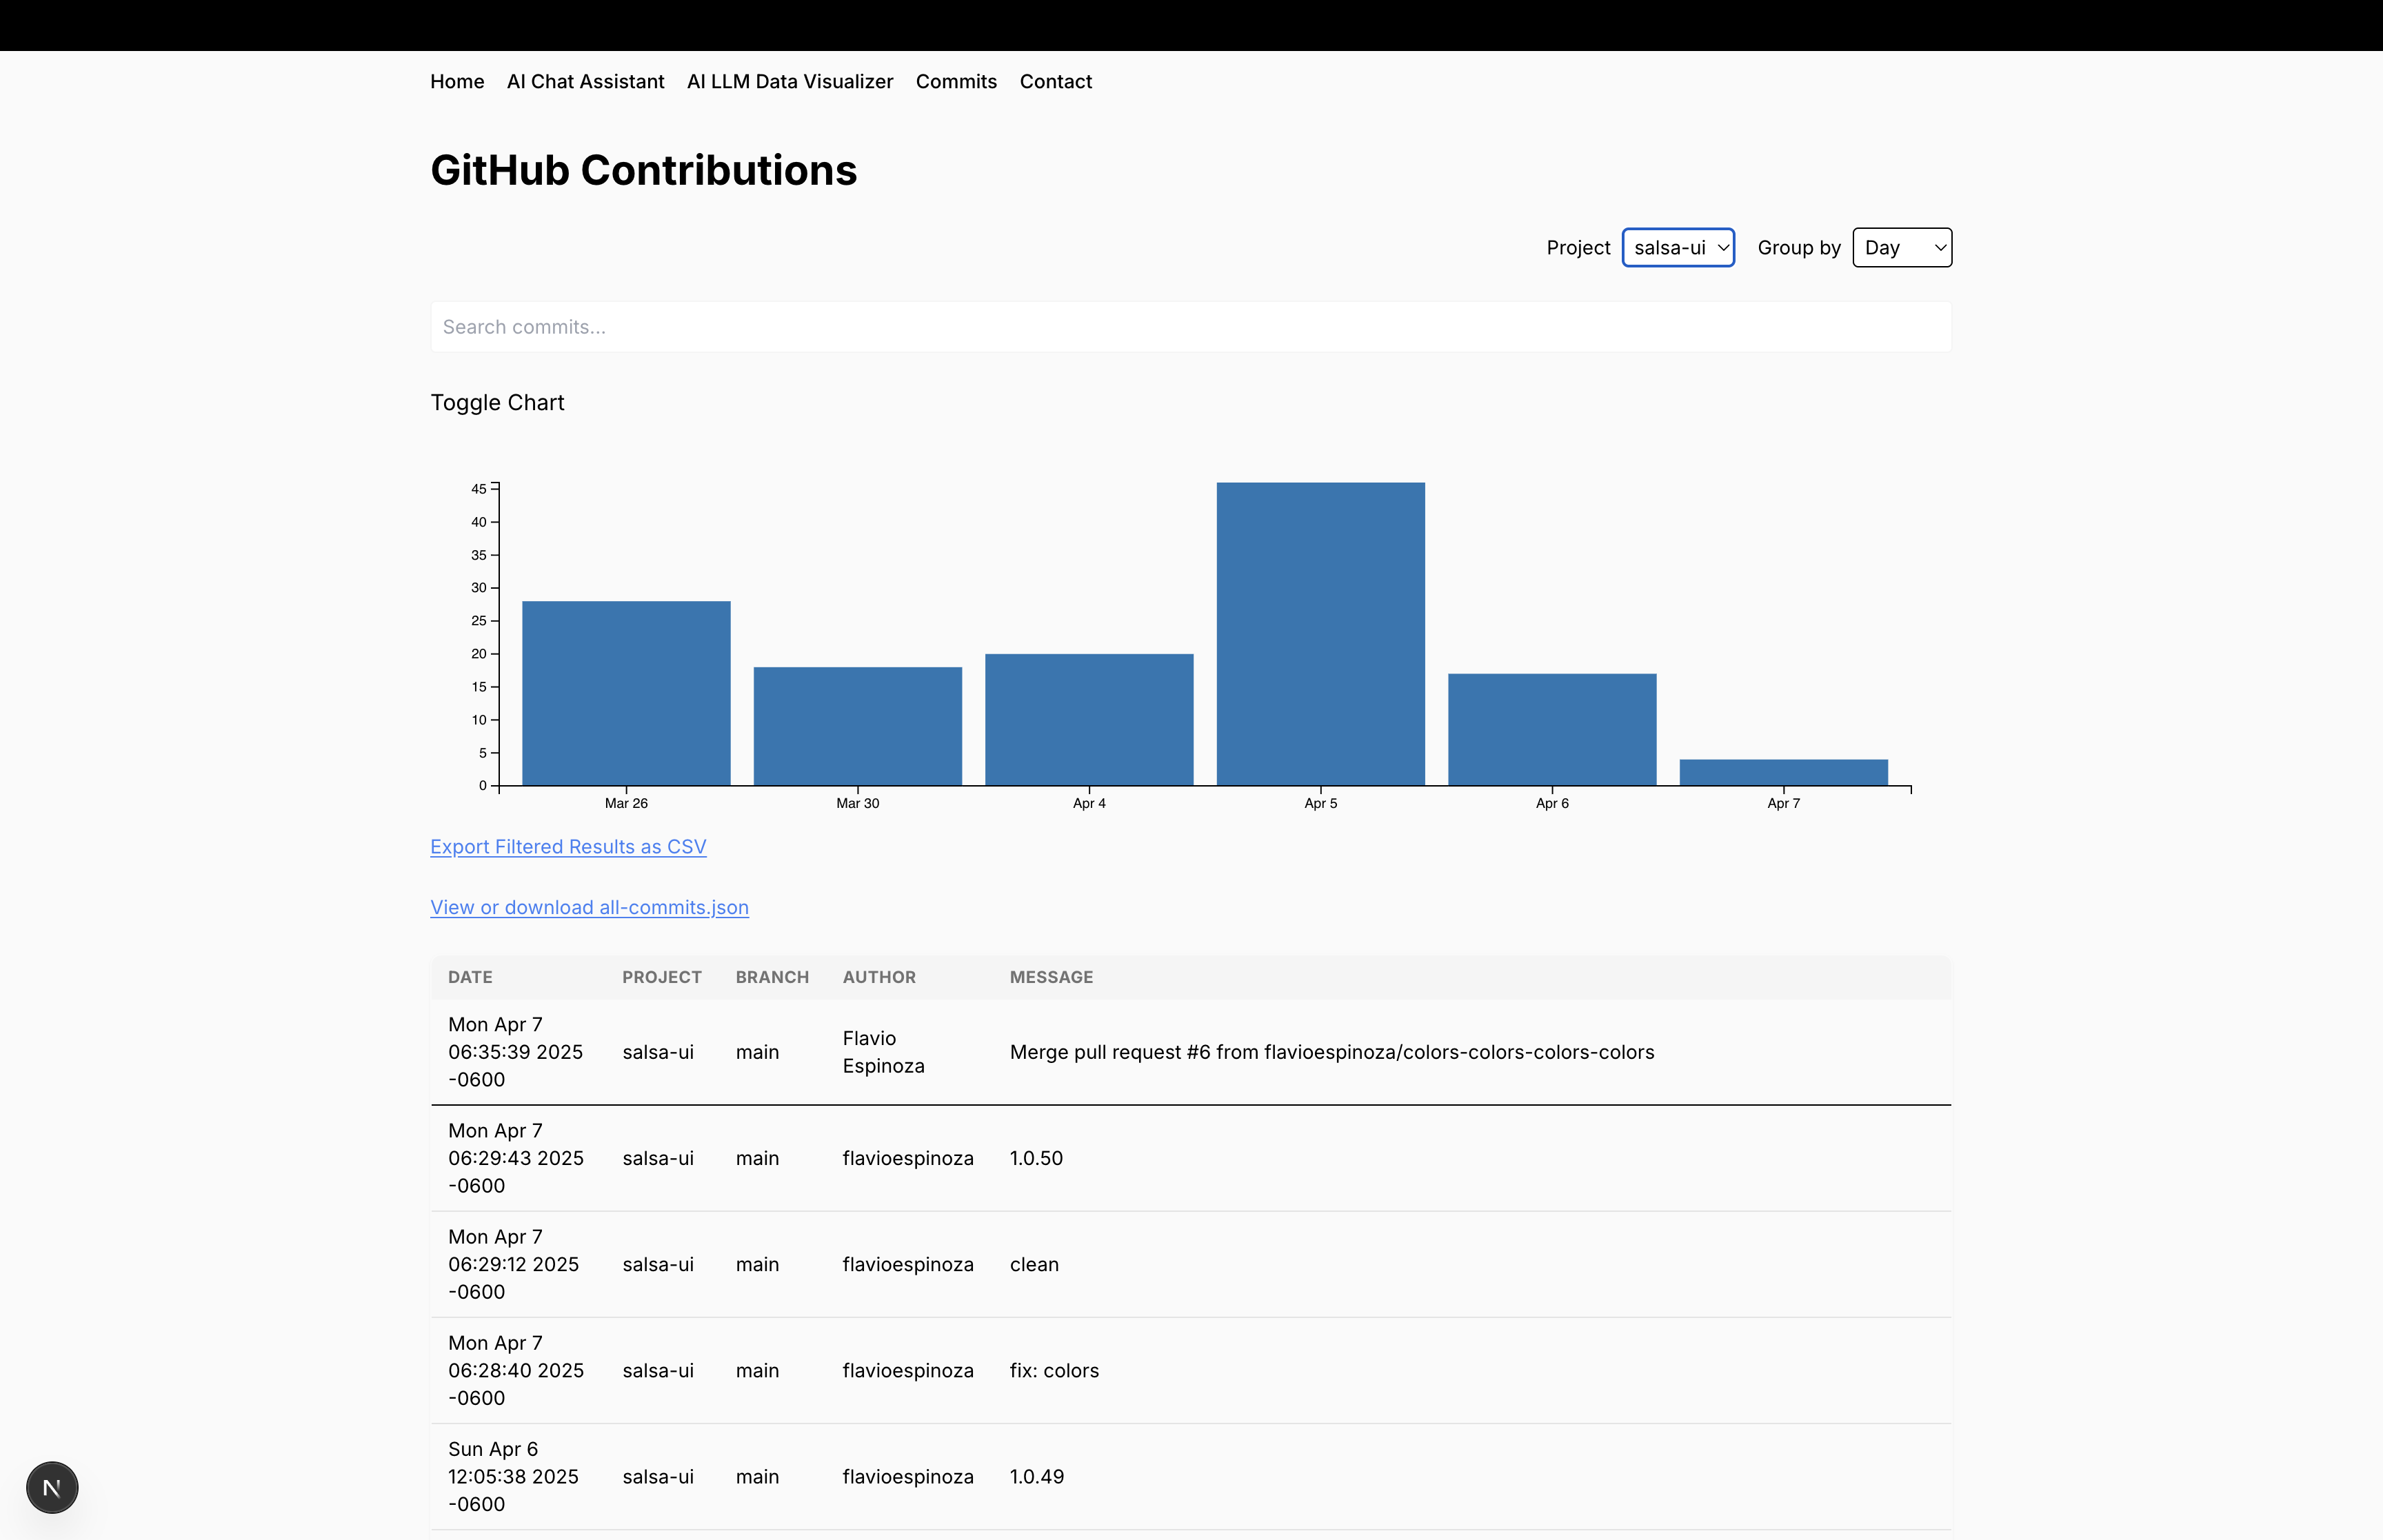 Home AI Chat Assistant AI LLM Data Visualizer Commits Contact
GitHub Contributions
Project salsa-ui Group by Day
Search commits...
Toggle Chart
45
40
35
30
25
20
15
10
5
0
Mar 26 Mar 30 Apr 4 Apr 5 Apr 6 Apr 7
Export Filtered Results as CSV
View or download all-commits.json
DATE PROJECT BRANCH AUTHOR MESSAGE
Mon Apr 7
06:35:39 2025
-0600
salsa-ui
main
Flavio
Espinoza
Merge pull request #6 from flavioespinoza/colors-colors-colors-colors
Mon Apr 7
06:29:43 2025
-0600
salsa-ui
main
flavioespinoza
1.0.50
Mon Apr 7
06:29:12 2025
-0600
salsa-ui
main
flavioespinoza
clean
Mon Apr 7
06:28:40 2025
-0600
salsa-ui
main
flavioespinoza
fix: colors
Sun Apr 6
12:05:38 2025
-0600
salsa-ui
main
flavioespinoza
1.0.49
N